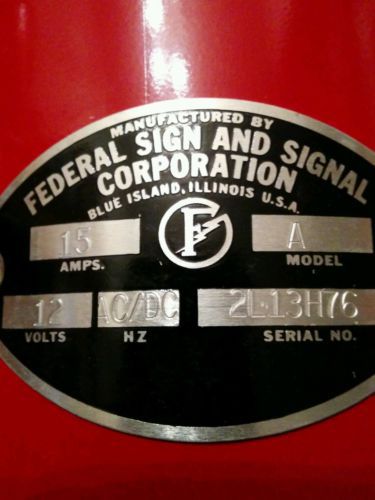 MANUFACTURED BY
FEDERAL SIGN AND SIGNAL
CORPORATION
BLUE ISLAND, ILLINOIS U.S.A.
15 F A
AMPS. MODEL
12 AC/DC 2L-13H76
VOLTS HZ SERIAL NO.